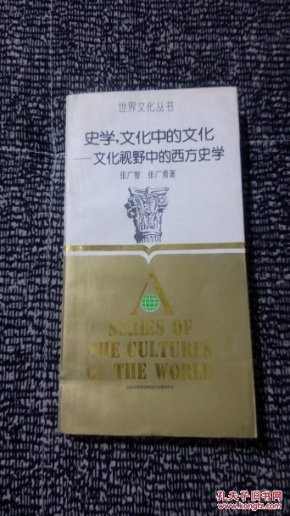 世界文化丛书
史学,文化中的文化
——文化视野中的西方史学
张广智 张广勇著
A
SERIES OF
THE CULTURES
OF THE WORLD
孔夫子旧书网